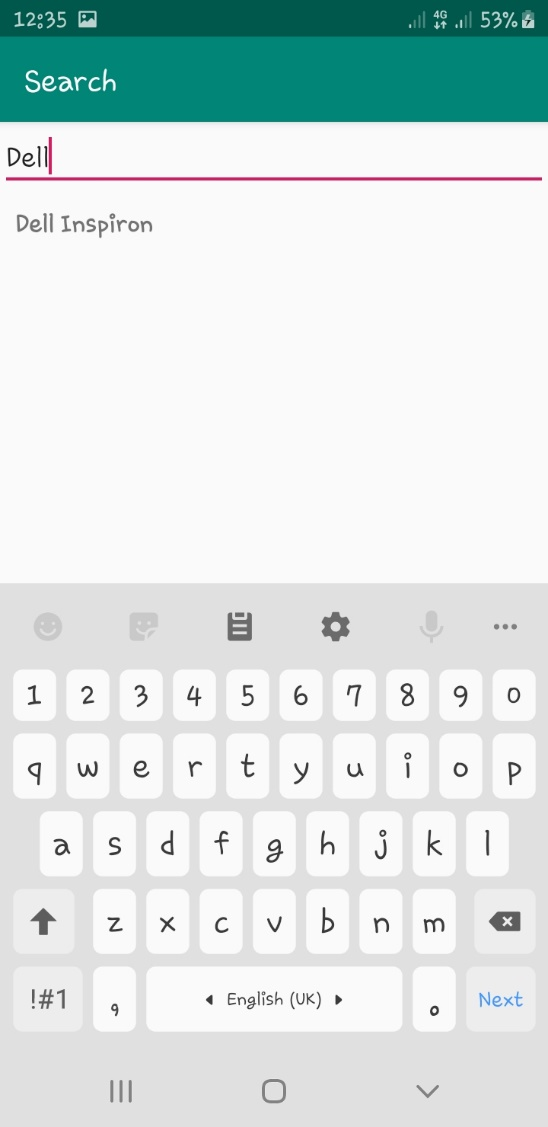 12:35 4G 53%
Search
Dell
Dell Inspiron
1 2 3 4 5 6 7 8 9 0
q w e r t y u i o p
a s d f g h j k l
z x c v b n m
!#1 , English (UK) . Next